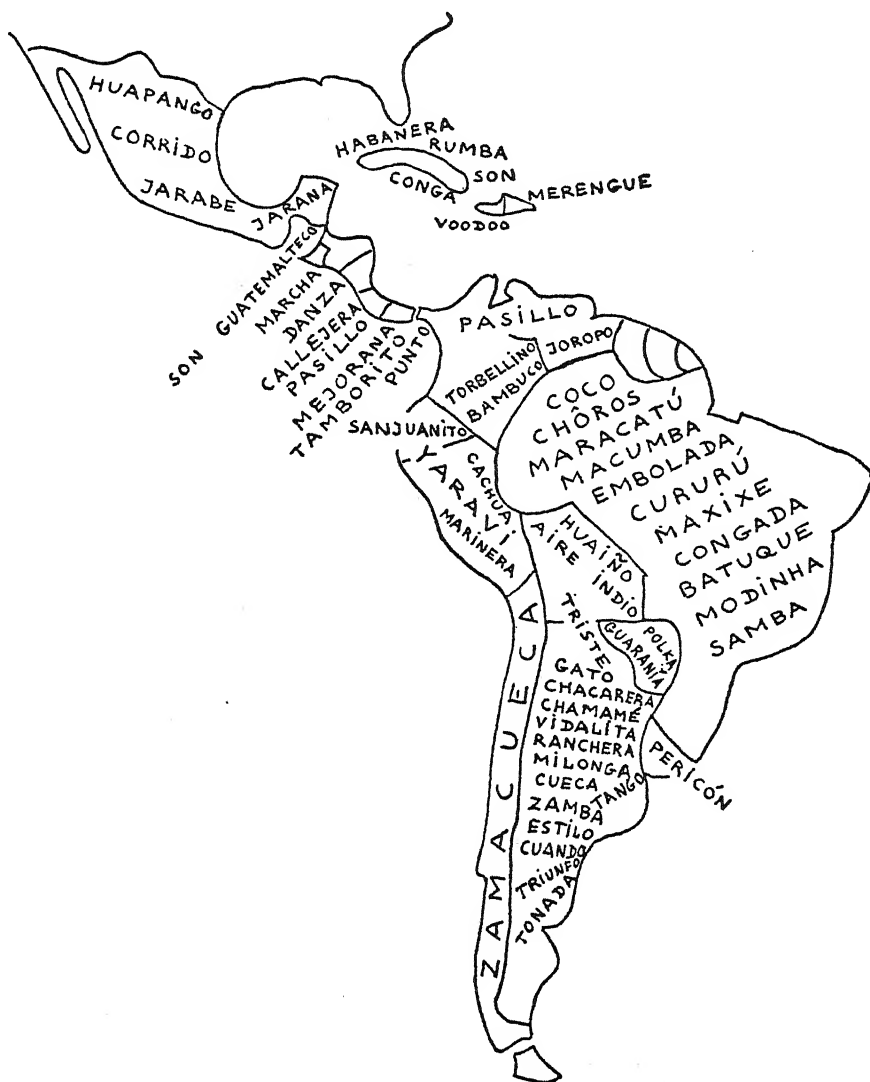 HUAPANGO
CORRIDO
JARABE
JARANA
HABANERA
RUMBA
SON
CONGA
MERENGUE
VOODOO
SON GUATEMALTECO
MARCHA
DANZA
CALLEJERA
PASILLO
MEJORANA
TAMBORITO
PUNTO
PASILLO
JOROPO
TORBELLINO
BAMBUCO
SANJUANITO
CACHUA
YARAVI
MARINERA
COCO
CHÔROS
MARACATÚ
MACUMBA
EMBOLADA
CURURÚ
MAXIXE
CONGADA
BATUQUE
MODINHA
SAMBA
HUAIÑO
AIRE INDIO
TRISTE
GUARANIA
POLKA
GATO
CHACARERA
CHAMAMÉ
VIDALITA
RANCHERA
MILONGA
TANGO
CUECA
ZAMBA
ESTILO
CUANDO
TRIUNFO
TONADA
PERICÓN
ZAMACUECA